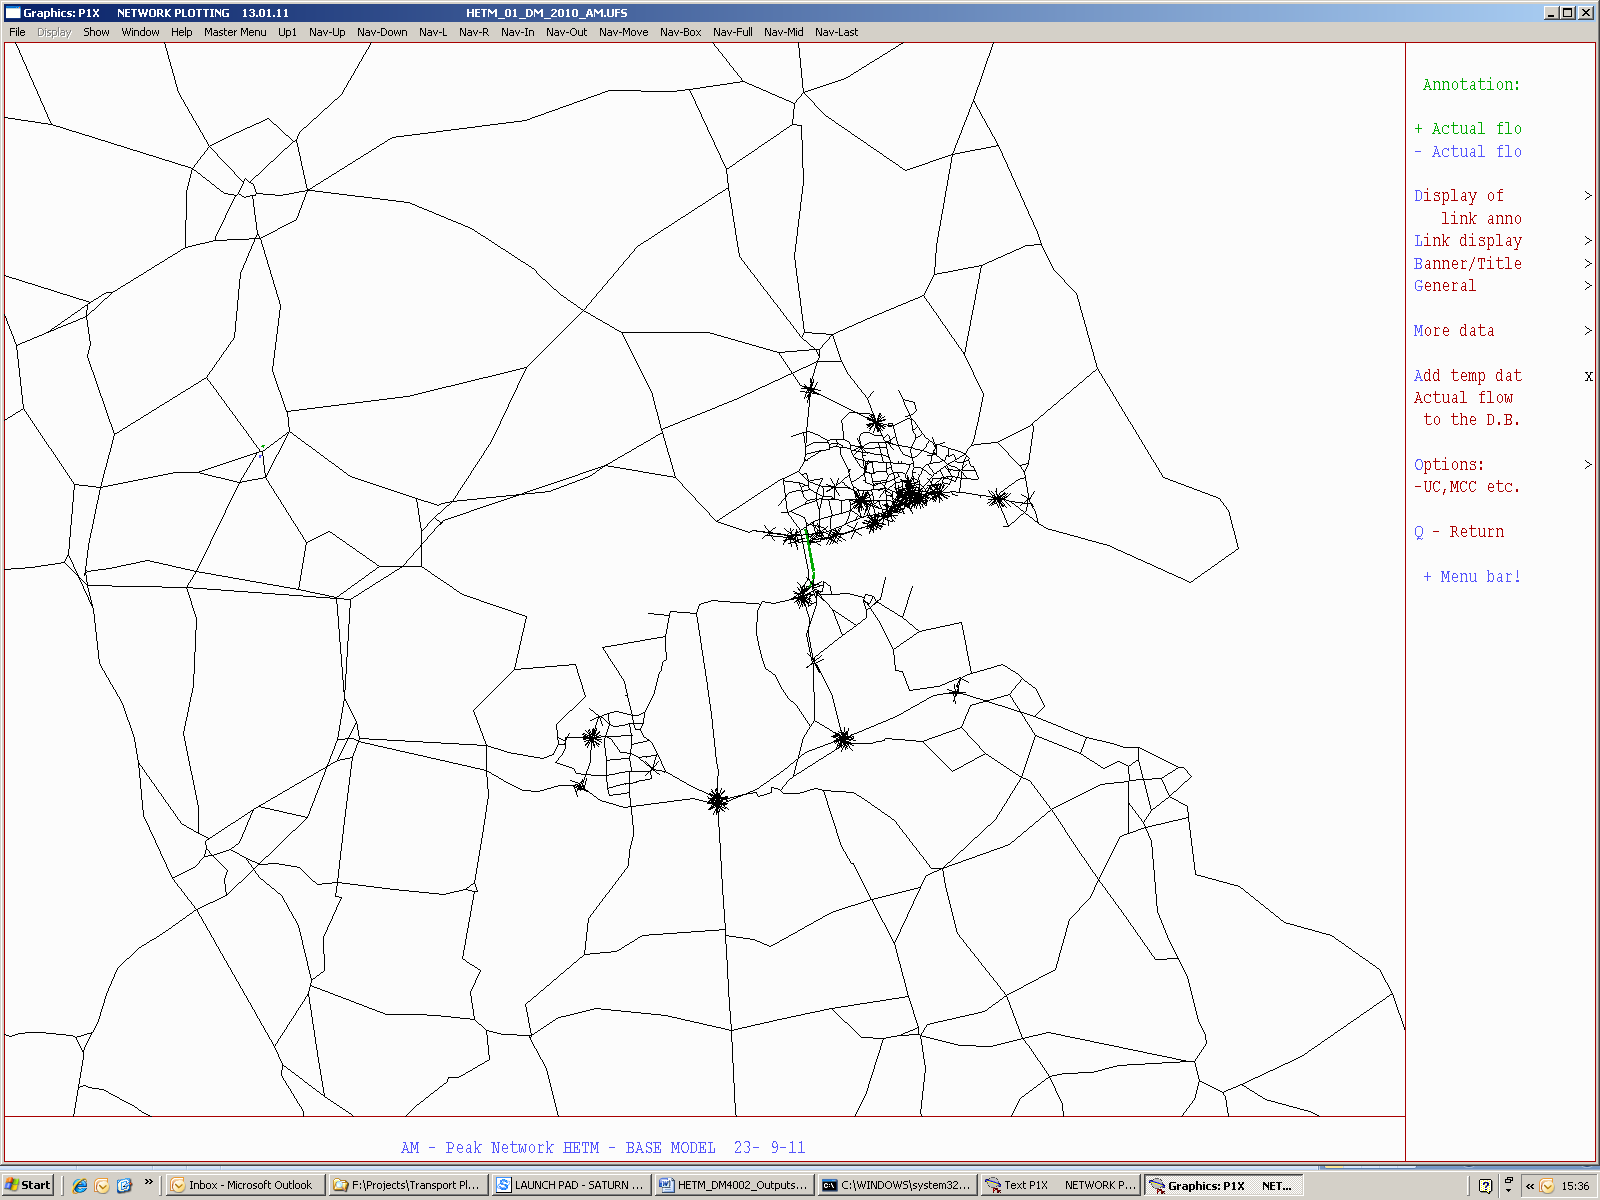 Graphics: P1X NETWORK PLOTTING 13.01.11 HETM_01_DM_2010_AM.UFS
File Display Show Window Help Master Menu Up1 Nav-Up Nav-Down Nav-L Nav-R Nav-In Nav-Out Nav-Move Nav-Box Nav-Full Nav-Mid Nav-Last
Annotation:
+ Actual flo
- Actual flo
Display of >
link anno
Link display >
Banner/Title >
General >
More data >
Add temp dat X
Actual flow
to the D.B.
Options: >
-UC,MCC etc.
Q - Return
+ Menu bar!
AM - Peak Network HETM - BASE MODEL 23- 9-11
Start » Inbox - Microsoft Outlook F:\Projects\Transport Pl... LAUNCH PAD - SATURN ... HETM_DM4002_Outputs... C:\WINDOWS\system32... Text P1X NETWORK P... Graphics: P1X NET... « 15:36